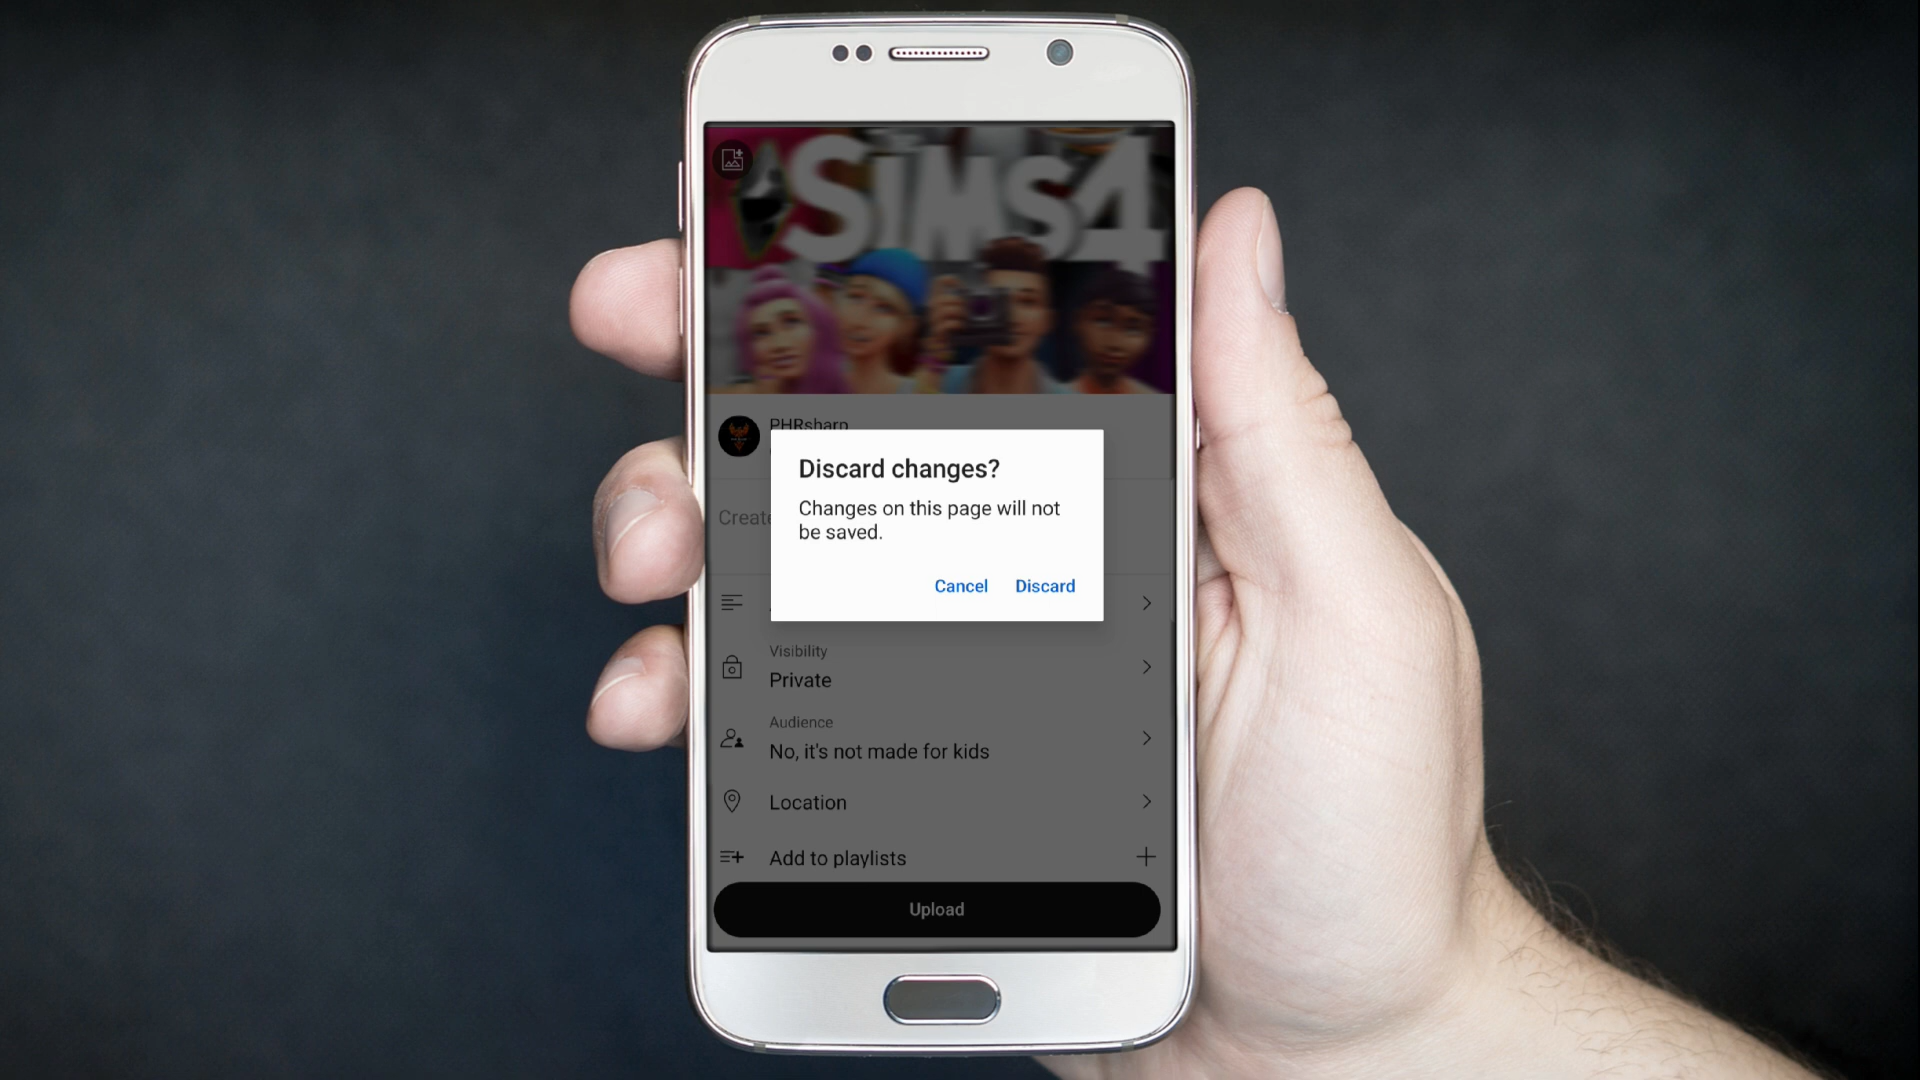 SiMS4
PHRsharp
Discard changes?
Changes on this page will not
be saved.
Create
Cancel Discard
Visibility
Private
Audience
No, it's not made for kids
Location
Add to playlists
Upload